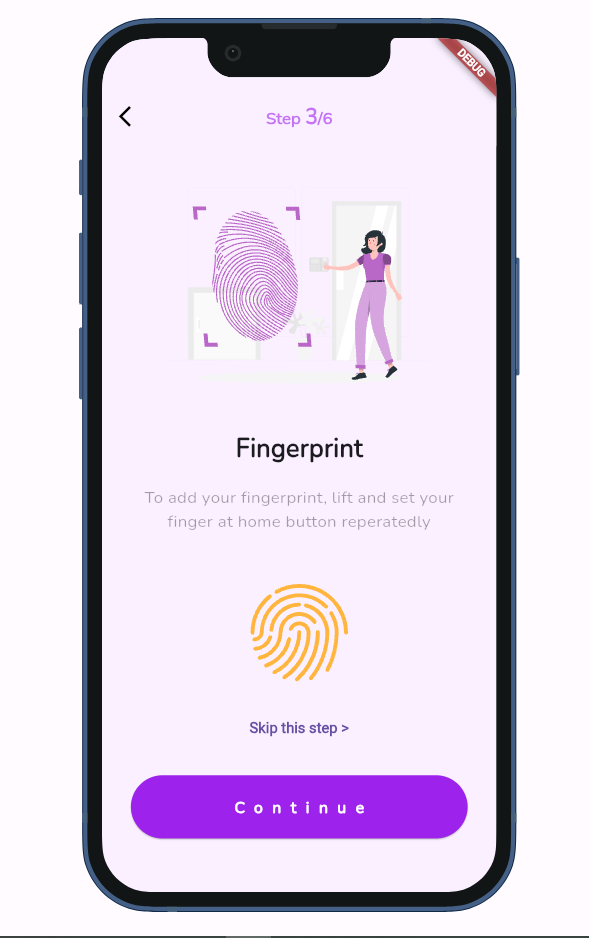 DEBUG
Step 3/6
Fingerprint
To add your fingerprint, lift and set your
finger at home button reperatedly
Skip this step >
Continue